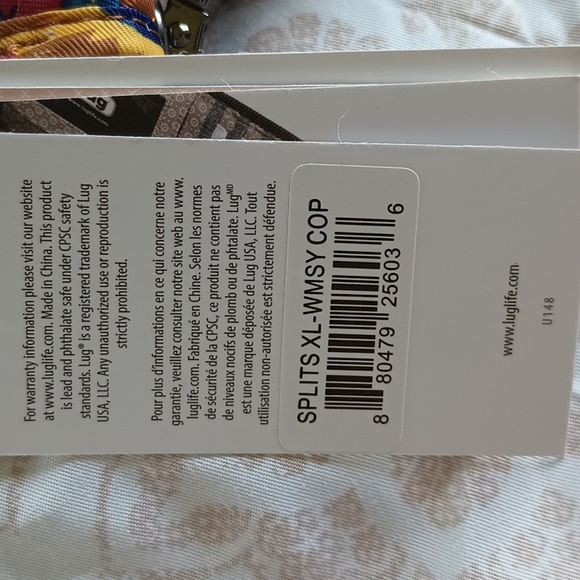 For warranty information please visit our website
at www.luglife.com. Made in China. This product
is lead and phthalate safe under CPSC safety
standards. Lug® is a registered trademark of Lug
USA, LLC. Any unauthorized use or reproduction is
strictly prohibited.
Pour plus d'informations en ce qui concerne notre
garantie, veuillez consulter notre site web au www.
luglife.com. Fabriqué en Chine. Selon les normes
de sécurité de la CPSC, ce produit ne contient pas
de niveaux nocifs de plomb ou de phtalate. Lugᴹᴰ
est une marque déposée de Lug USA, LLC. Tout
utilisation non-autorisée est strictement défendue.
SPLITS XL-WMSY COP
8 80479 25603 6
www.luglife.com
U148